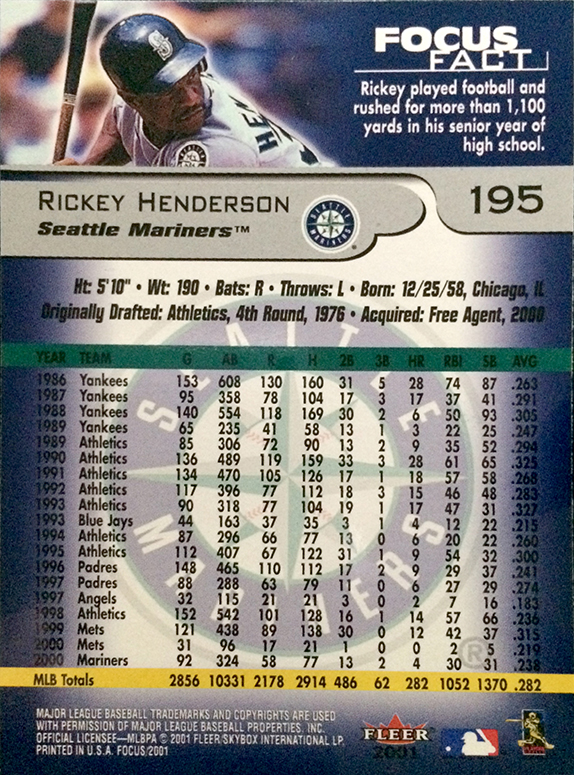 FOCUS
FACT
Rickey played football and
rushed for more than 1,100
yards in his senior year of
high school.
HEN
RICKEY HENDERSON
195
Seattle Mariners™
Ht: 5'10" • Wt: 190 • Bats: R • Throws: L • Born: 12/25/58, Chicago, IL
Originally Drafted: Athletics, 4th Round, 1976 • Acquired: Free Agent, 2000
SEATTLE
MARINERS
®
YEAR TEAM G AB R H 2B 3B HR RBI SB AVG
1986 Yankees 153 608 130 160 31 5 28 74 87 .263
1987 Yankees 95 358 78 104 17 3 17 37 41 .291
1988 Yankees 140 554 118 169 30 2 6 50 93 .305
1989 Yankees 65 235 41 58 13 1 3 22 25 .247
1989 Athletics 85 306 72 90 13 2 9 35 52 .294
1990 Athletics 136 489 119 159 33 3 28 61 65 .325
1991 Athletics 134 470 105 126 17 1 18 57 58 .268
1992 Athletics 117 396 77 112 18 3 15 46 48 .283
1993 Athletics 90 318 77 104 19 1 17 47 31 .327
1993 Blue Jays 44 163 37 35 3 1 4 12 22 .215
1994 Athletics 87 296 66 77 13 0 6 20 22 .260
1995 Athletics 112 407 67 122 31 1 9 54 32 .300
1996 Padres 148 465 110 112 17 2 9 29 37 .241
1997 Padres 88 288 63 79 11 0 6 27 29 .274
1997 Angels 32 115 21 21 3 0 2 7 16 .183
1998 Athletics 152 542 101 128 16 1 14 57 66 .236
1999 Mets 121 438 89 138 30 0 12 42 37 .315
2000 Mets 31 96 17 21 1 0 0 2 5 .219
2000 Mariners 92 324 58 77 13 2 4 30 31 .238
MLB Totals 2856 10331 2178 2914 486 62 282 1052 1370 .282
MAJOR LEAGUE BASEBALL TRADEMARKS AND COPYRIGHTS ARE USED
WITH PERMISSION OF MAJOR LEAGUE BASEBALL PROPERTIES, INC.
OFFICIAL LICENSEE—MLBPA © 2001 FLEER/SKYBOX INTERNATIONAL LP.
PRINTED IN U.S.A. FOCUS/2001
FLEER
2001